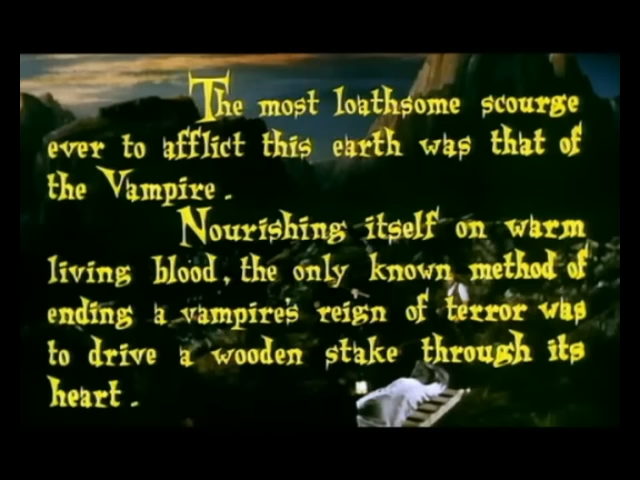 The most loathsome scourge
ever to afflict this earth was that of
the Vampire.
Nourishing itself on warm
living blood, the only known method of
ending a vampire's reign of terror was
to drive a wooden stake through its
heart.